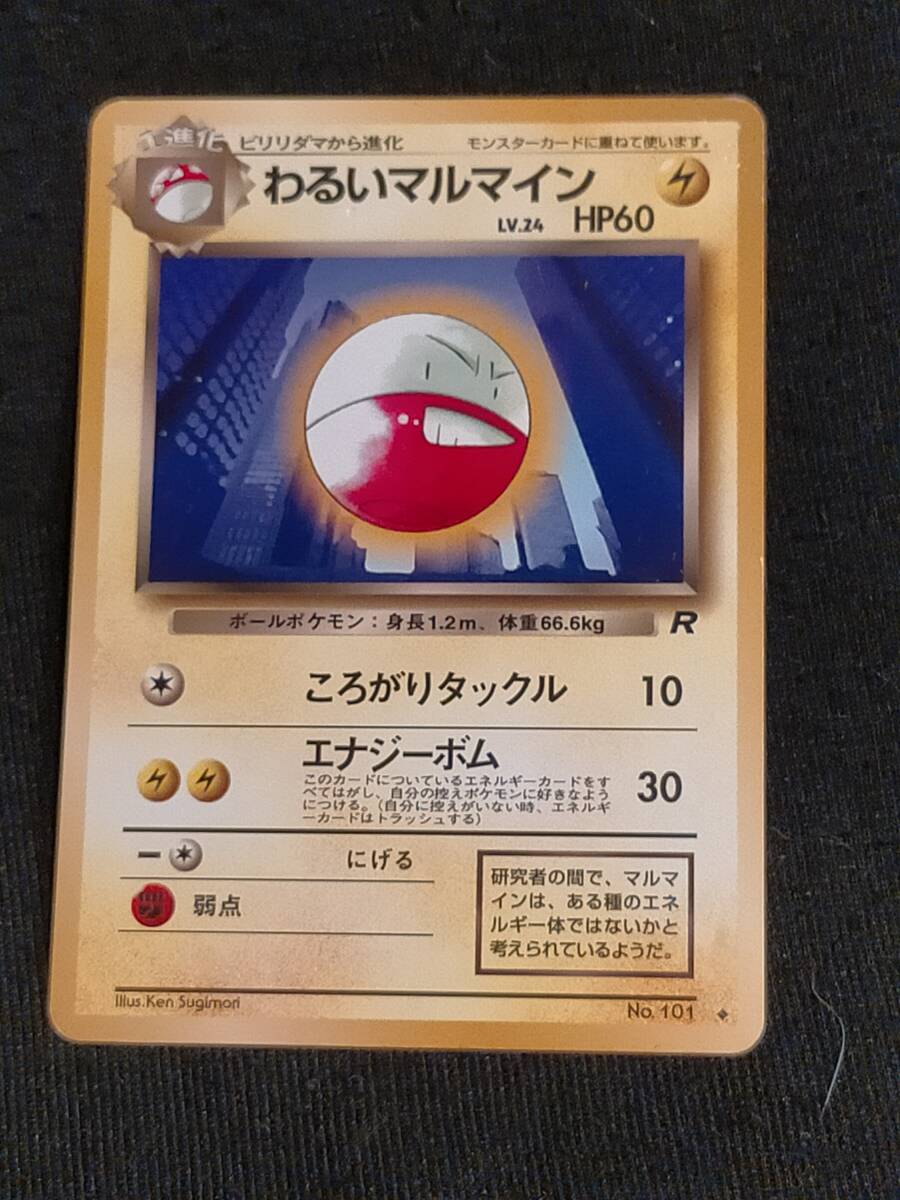 1進化 ビリリダマから進化 モンスターカードに重ねて使います。
わるいマルマイン
LV.24 HP60
ボールポケモン：身長1.2m、体重66.6kg R
ころがりタックル 10
エナジーボム 30
このカードについているエネルギーカードをす
べてはがし、自分の控えポケモンに好きなよう
につける。（自分に控えがいない時、エネルギ
ーカードはトラッシュする）
にげる
弱点
研究者の間で、マルマ
インは、ある種のエネ
ルギー体ではないかと
考えられているようだ。
Illus.Ken Sugimori
No. 101